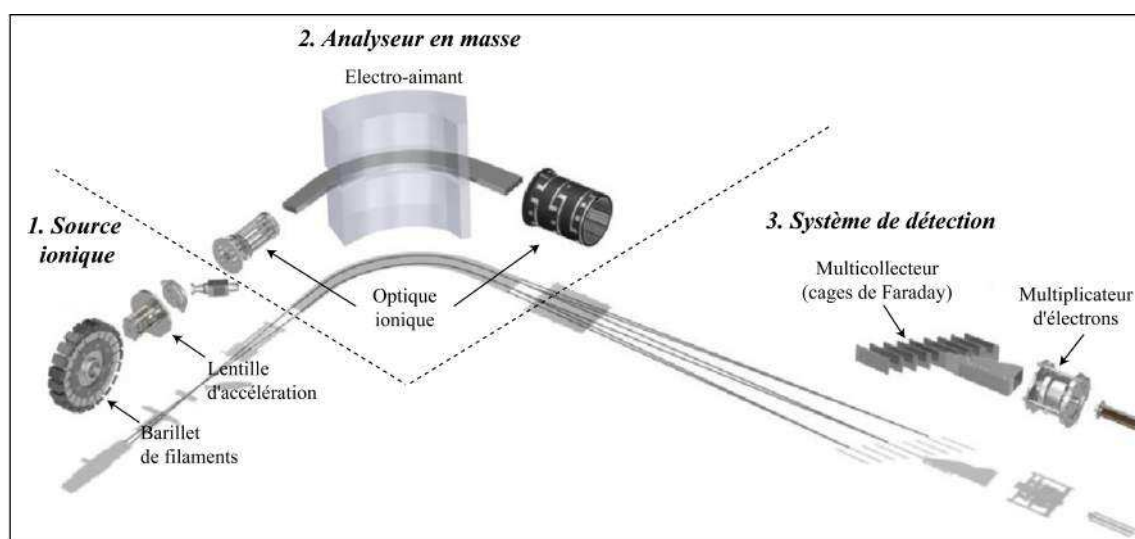 2. Analyseur en masse
Electro-aimant
1. Source
ionique
3. Système de détection
Multicollecteur
(cages de Faraday)
Multiplicateur
d'électrons
Optique
ionique
Lentille
d'accélération
Barillet
de filaments